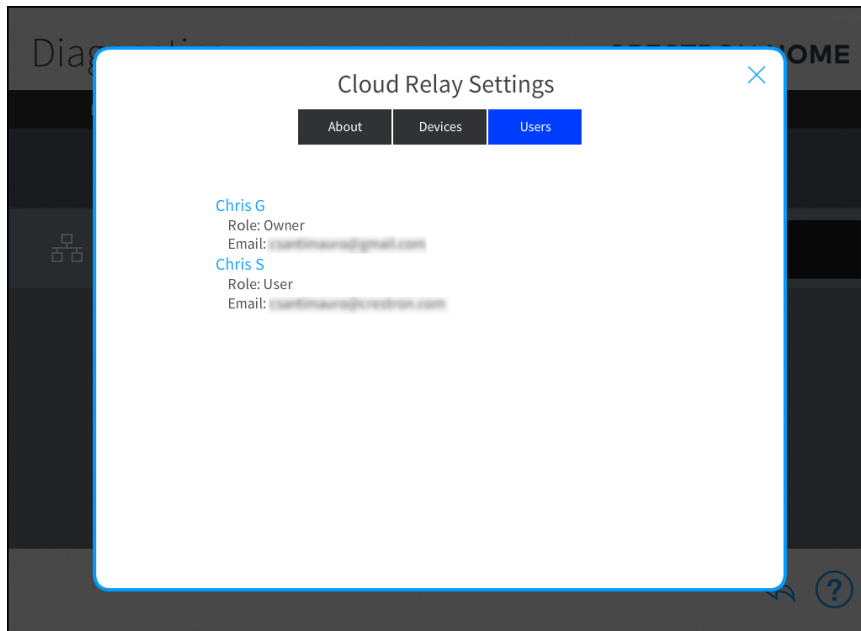 Cloud Relay Settings
About Devices Users
Chris G
Role: Owner
Email:
Chris S
Role: User
Email:
?